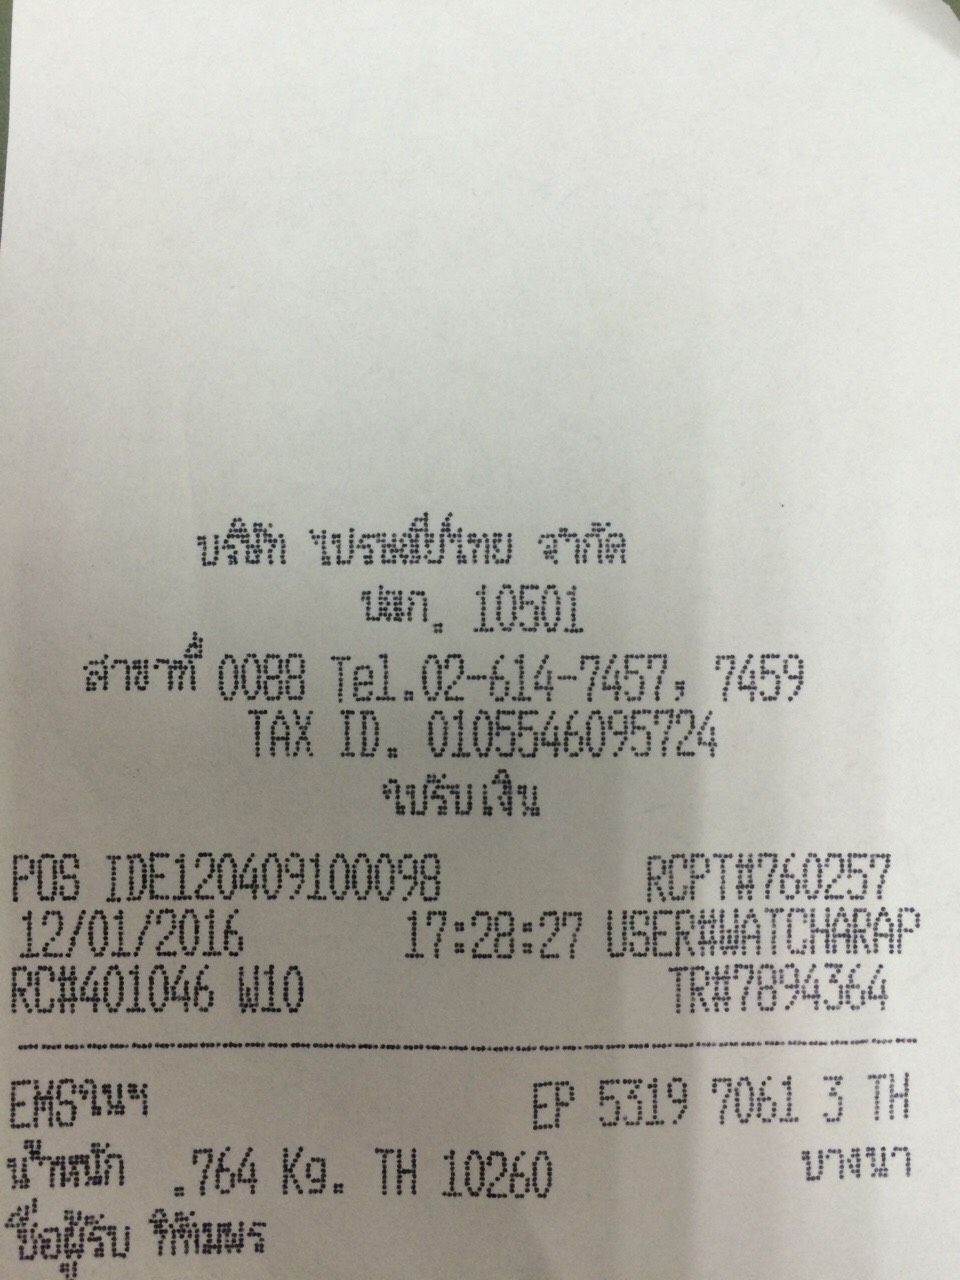 บริษัท ไปรษณีย์ไทย จำกัด
ปณก. 10501
สาขาที่ 0088 Tel.02-614-7457, 7459
TAX ID. 0105546095724
ใบรับเงิน
POS IDE120409100098 RCPT#760257
12/01/2016 17:28:27 USER#WATCHARAP
RC#401046 W10 TR#7894364
EMSในฯ EP 5319 7061 3 TH
น้ำหนัก .764 Kg. TH 10260 บางนา
ชื่อผู้รับ